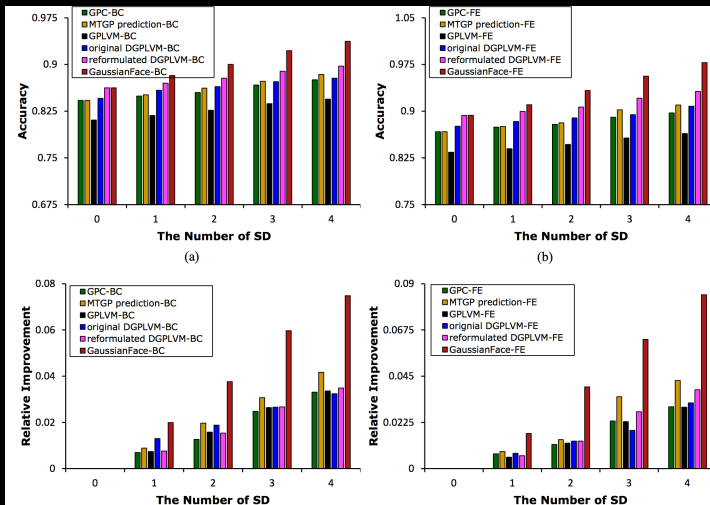 GPC-BC
MTGP prediction-BC
GPLVM-BC
original DGPLVM-BC
reformulated DGPLVM-BC
GaussianFace-BC
0.975
0.9
0.825
0.75
0.675
Accuracy
0 1 2 3 4
The Number of SD
(a)
GPC-FE
MTGP prediction-FE
GPLVM-FE
original DGPLVM-FE
reformulated DGPLVM-FE
GaussianFace-FE
1.05
0.975
0.9
0.825
0.75
Accuracy
0 1 2 3 4
The Number of SD
(b)
GPC-BC
MTGP prediction-BC
GPLVM-BC
original DGPLVM-BC
reformulated DGPLVM-BC
GaussianFace-BC
0.08
0.06
0.04
0.02
0
Relative Improvement
0 1 2 3 4
The Number of SD
GPC-FE
MTGP prediction-FE
GPLVM-FE
original DGPLVM-FE
reformulated DGPLVM-FE
GaussianFace-FE
0.09
0.0675
0.045
0.0225
0
Relative Improvement
0 1 2 3 4
The Number of SD